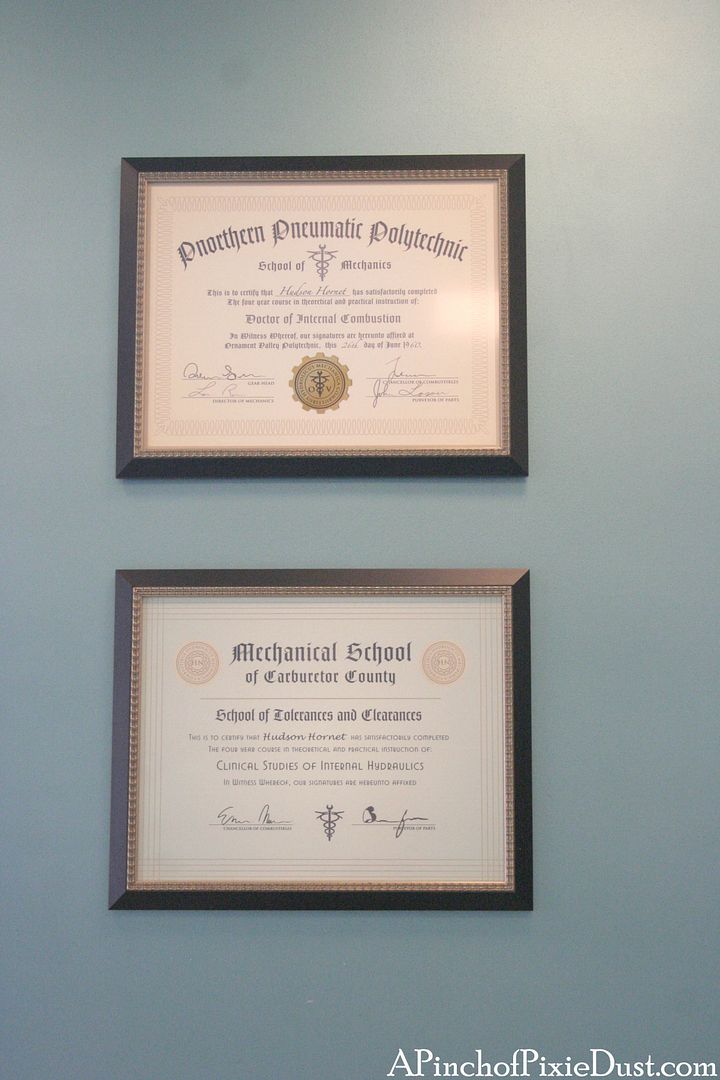 Pnorthern Pneumatic Polytechnic
School of Mechanics
This is to certify that Hudson Hornet has satisfactorily completed
The four year course in theoretical and practical instruction of:
Doctor of Internal Combustion
In Witness Whereof, our signatures are hereunto affixed at
Ornament Valley Polytechnic, this 26th day of June 1960
GEAR HEAD
CHANCELLOR OF COMBUSTIBLES
DIRECTOR OF MECHANICS
PURVEYOR OF PARTS
O V
Mechanical School
of Carburetor County
HN
HN
School of Tolerances and Clearances
THIS IS TO CERTIFY THAT Hudson Hornet HAS SATISFACTORILY COMPLETED
THE FOUR YEAR COURSE IN THEORETICAL AND PRACTICAL INSTRUCTION OF:
CLINICAL STUDIES OF INTERNAL HYDRAULICS
IN WITNESS WHEREOF, OUR SIGNATURES ARE HEREUNTO AFFIXED
CHANCELLOR OF COMBUSTIBLES
PURVEYOR OF PARTS
APinchofPixieDust.com